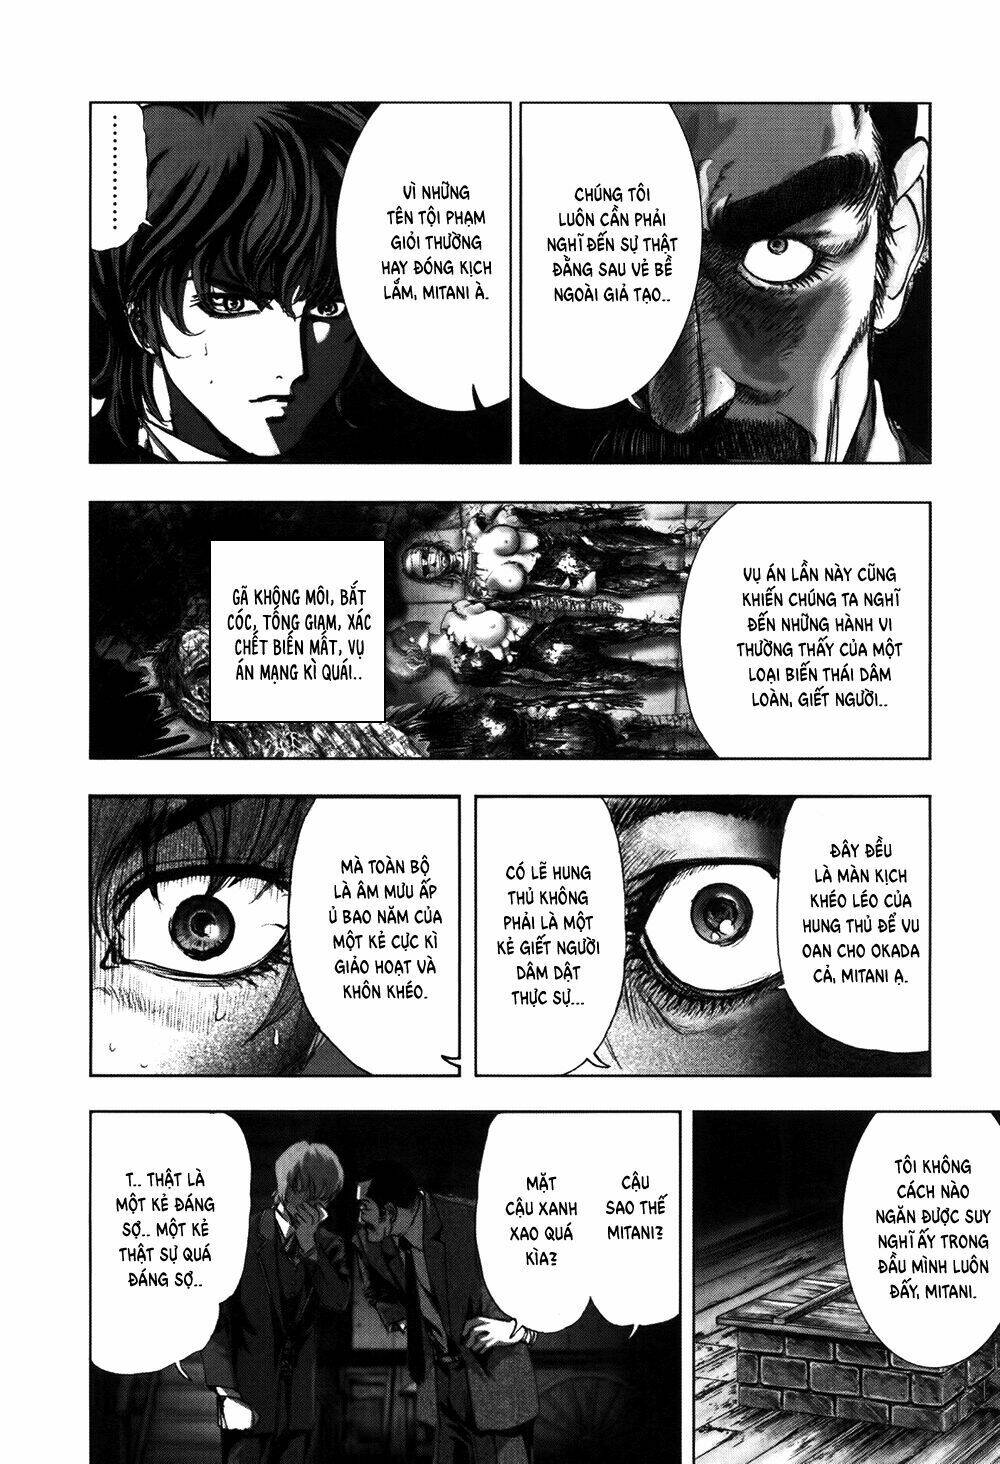 CHÚNG TÔI
LUÔN CẦN PHẢI
NGHĨ ĐẾN SỰ THẬT
ĐẰNG SAU VẺ BỀ
NGOÀI GIẢ TẠO..
VÌ NHỮNG
TÊN TỘI PHẠM
GIỎI THƯỜNG
HAY ĐÓNG KỊCH
LẮM, MITANI À.
............
VỤ ÁN LẦN NÀY CŨNG
KHIẾN CHÚNG TA NGHĨ
ĐẾN NHỮNG HÀNH VI
THƯỜNG THẤY CỦA MỘT
LOẠI BIẾN THÁI DÂM
LOÀN, GIẾT NGƯỜI..
GÃ KHÔNG MÔI, BẮT
CÓC, TỐNG GIAM, XÁC
CHẾT BIẾN MẤT, VỤ
ÁN MẠNG KÌ QUÁI..
ĐÂY ĐỀU
LÀ MÀN KỊCH
KHÉO LÉO CỦA
HUNG THỦ ĐỂ VU
OAN CHO OKADA
CẢ, MITANI Ạ.
CÓ LẼ HUNG
THỦ KHÔNG
PHẢI LÀ MỘT
KẺ GIẾT NGƯỜI
DÂM DẬT
THỰC SỰ...
MÀ TOÀN BỘ
LÀ ÂM MƯU ẤP
Ủ BAO NĂM CỦA
MỘT KẺ CỰC KÌ
GIẢO HOẠT VÀ
KHÔN KHÉO.
TÔI KHÔNG
CÁCH NÀO
NGĂN ĐƯỢC SUY
NGHĨ ẤY TRONG
ĐẦU MÌNH LUÔN
ĐẤY, MITANI.
CẬU
SAO THẾ
MITANI?
MẶT
CẬU XANH
XAO QUÁ
KÌA?
T.. THẬT LÀ
MỘT KẺ ĐÁNG
SỢ.. MỘT KẺ
THẬT SỰ QUÁ
ĐÁNG SỢ..